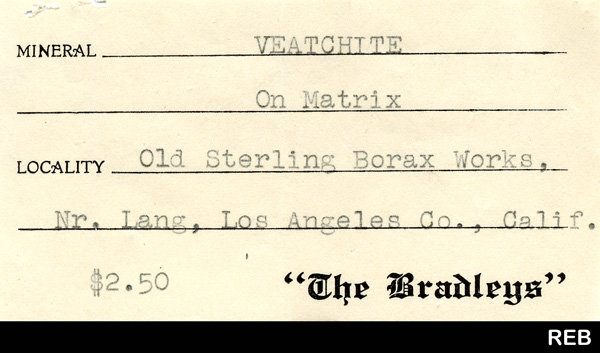 MINERAL VEATCHITE
On Matrix
LOCALITY Old Sterling Borax Works,
Nr. Lang, Los Angeles Co., Calif.
$2.50 “The Bradleys”
REB